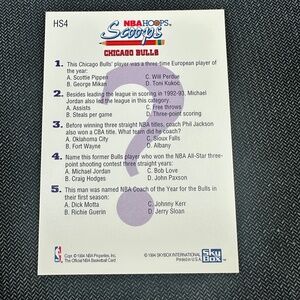 HS4
NBA HOOPS
Scoops
CHICAGO BULLS
1. This Chicago Bulls' player was a three-time European player of
the year:
A. Scottie Pippen C. Will Perdue
B. George Mikan D. Toni Kukoc
2. Besides leading the league in scoring in 1992-93, Michael
Jordan also led the league in this category.
A. Assists C. Free throws
B. Steals per game D. Three-point scoring
3. Before winning three straight NBA titles, coach Phil Jackson
also won a CBA title. What team did he coach?
A. Oklahoma City C. Sioux Falls
B. Fort Wayne D. Albany
4. Name this former Bulls player who won the NBA All-Star three-
point shooting contest three straight years:
A. Michael Jordan C. Bob Love
B. Craig Hodges D. John Paxson
5. This man was named NBA Coach of the Year for the Bulls in
their first season:
A. Dick Motta C. Johnny Kerr
B. Richie Guerin D. Jerry Sloan
?
Copt. © 1994 NBA Properties, Inc.
The Official NBA Basketball Card
© 1994 SKYBOX INTERNATIONAL
Printed in U.S.A.
SKY
BOX